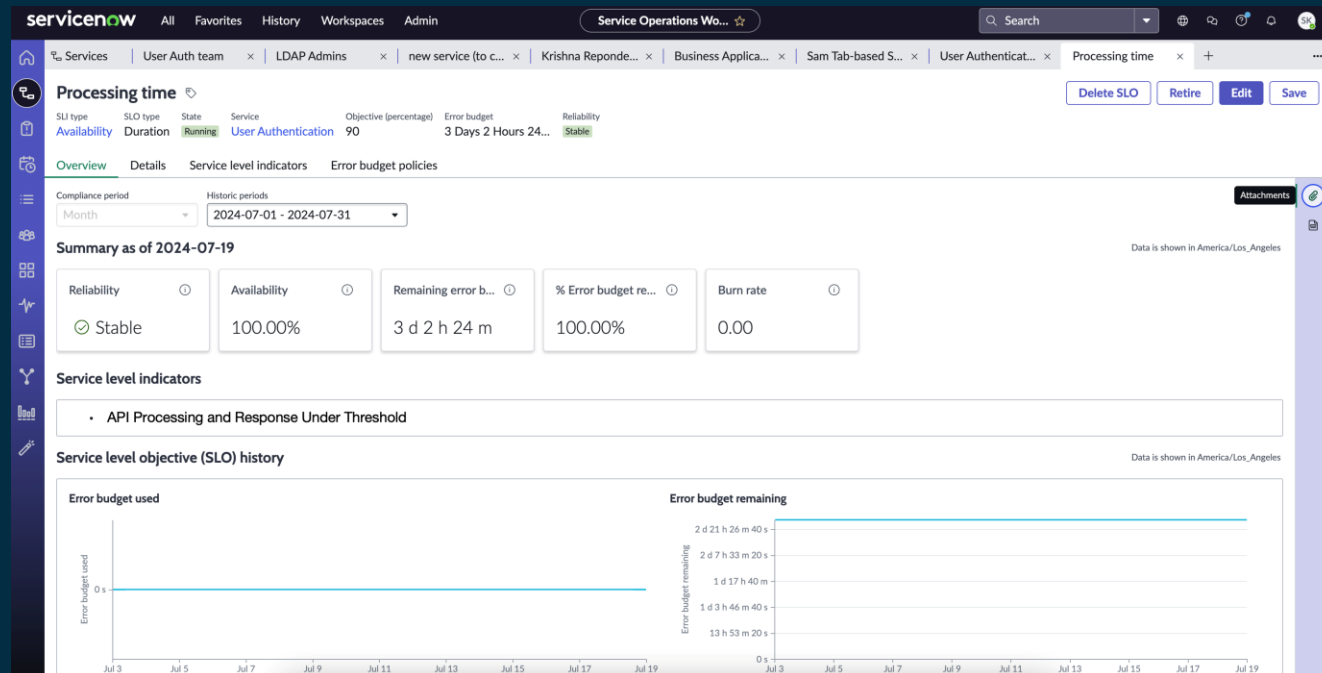 servicenow All Favorites History Workspaces Admin Service Operations Wo... Search SK
Services User Auth team LDAP Admins new service (to c... Krishna Reponde... Business Applica... Sam Tab-based S... User Authenticat... Processing time
Processing time
Delete SLO Retire Edit Save
SLI type SLO type State Service Objective (percentage) Error budget Reliability
Availability Duration Running User Authentication 90 3 Days 2 Hours 24... Stable
Overview Details Service level indicators Error budget policies
Compliance period Historic periods
Month 2024-07-01 - 2024-07-31
Attachments
Summary as of 2024-07-19
Data is shown in America/Los_Angeles
Reliability Availability Remaining error b... % Error budget re... Burn rate
Stable 100.00% 3 d 2 h 24 m 100.00% 0.00
Service level indicators
• API Processing and Response Under Threshold
Service level objective (SLO) history
Data is shown in America/Los_Angeles
Error budget used
Error budget used
0 s
Jul 3 Jul 5 Jul 7 Jul 9 Jul 11 Jul 13 Jul 15 Jul 17 Jul 19
Error budget remaining
Error budget remaining
2 d 21 h 26 m 40 s
2 d 7 h 33 m 20 s
1 d 17 h 40 m
1 d 3 h 46 m 40 s
13 h 53 m 20 s
0 s
Jul 3 Jul 5 Jul 7 Jul 9 Jul 11 Jul 13 Jul 15 Jul 17 Jul 19